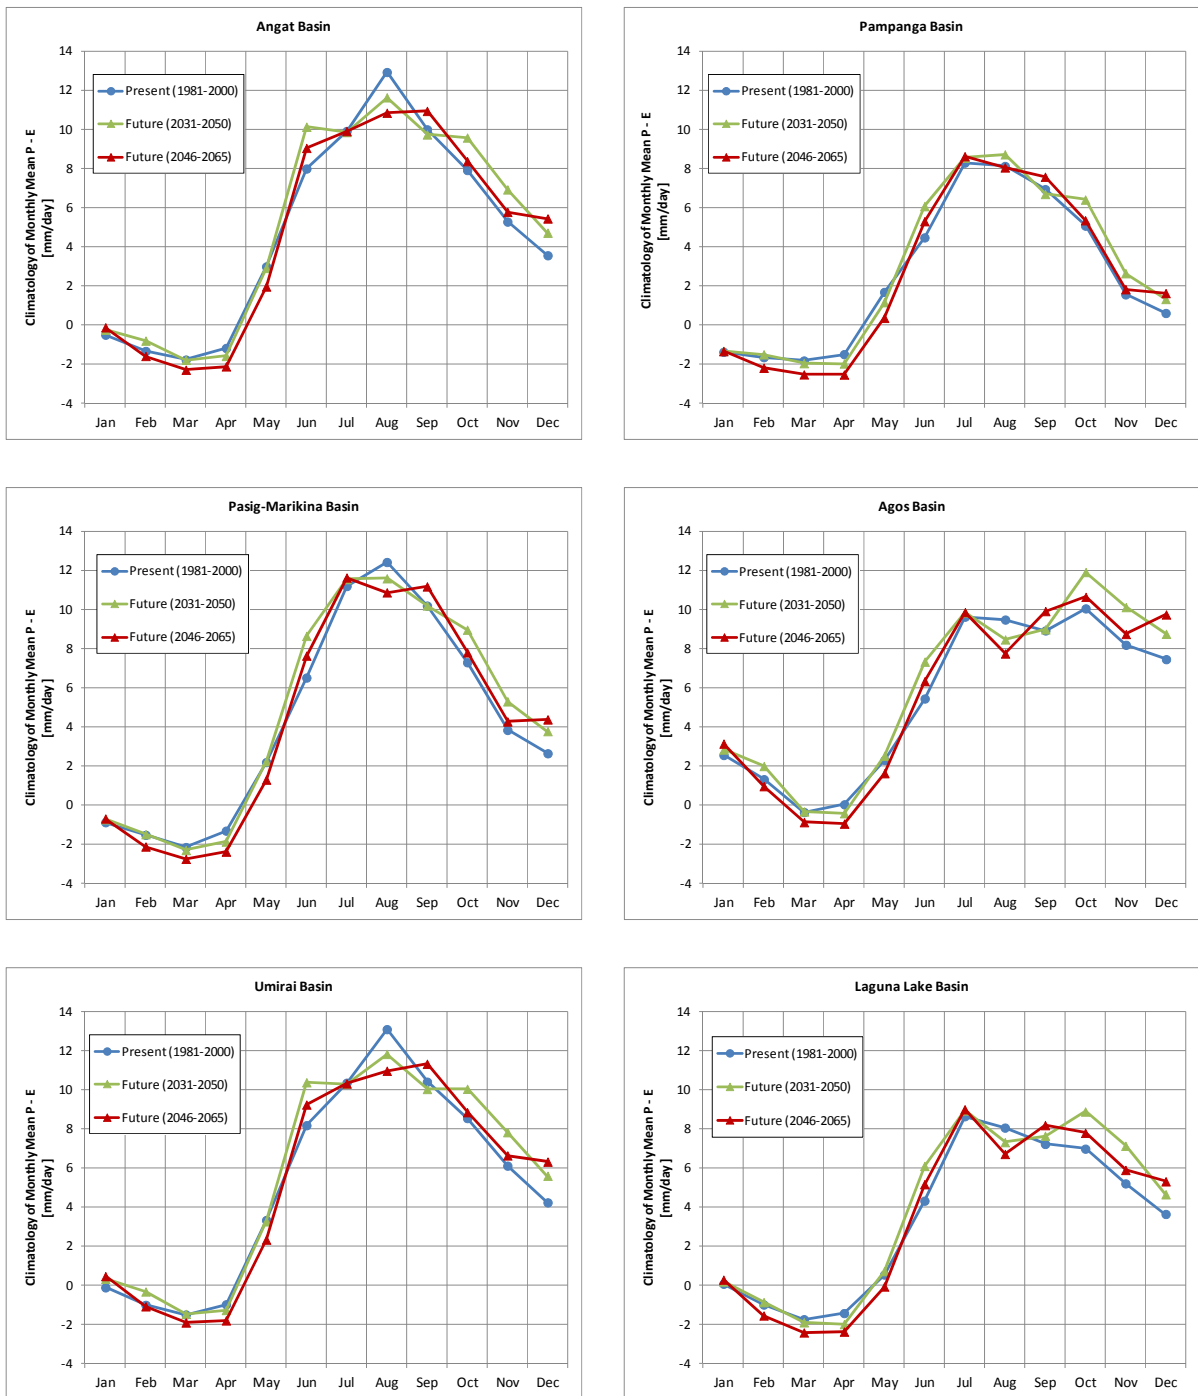 Angat Basin
Climatology of Monthly Mean P - E
[mm/day]
14
12
10
8
6
4
2
0
-2
-4
Present (1981-2000)
Future (2031-2050)
Future (2046-2065)
Jan Feb Mar Apr May Jun Jul Aug Sep Oct Nov Dec
Pampanga Basin
Climatology of Monthly Mean P - E
[mm/day]
14
12
10
8
6
4
2
0
-2
-4
Present (1981-2000)
Future (2031-2050)
Future (2046-2065)
Jan Feb Mar Apr May Jun Jul Aug Sep Oct Nov Dec
Pasig-Marikina Basin
Climatology of Monthly Mean P - E
[mm/day]
14
12
10
8
6
4
2
0
-2
-4
Present (1981-2000)
Future (2031-2050)
Future (2046-2065)
Jan Feb Mar Apr May Jun Jul Aug Sep Oct Nov Dec
Agos Basin
Climatology of Monthly Mean P - E
[mm/day]
14
12
10
8
6
4
2
0
-2
-4
Present (1981-2000)
Future (2031-2050)
Future (2046-2065)
Jan Feb Mar Apr May Jun Jul Aug Sep Oct Nov Dec
Umirai Basin
Climatology of Monthly Mean P - E
[mm/day]
14
12
10
8
6
4
2
0
-2
-4
Present (1981-2000)
Future (2031-2050)
Future (2046-2065)
Jan Feb Mar Apr May Jun Jul Aug Sep Oct Nov Dec
Laguna Lake Basin
Climatology of Monthly Mean P - E
[mm/day]
14
12
10
8
6
4
2
0
-2
-4
Present (1981-2000)
Future (2031-2050)
Future (2046-2065)
Jan Feb Mar Apr May Jun Jul Aug Sep Oct Nov Dec